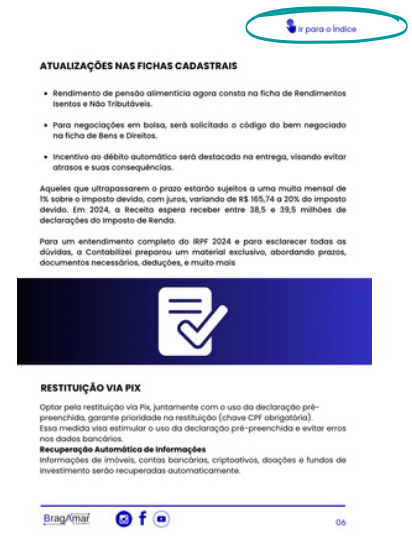 Ir para o Índice
ATUALIZAÇÕES NAS FICHAS CADASTRAIS
• Rendimento de pensão alimentícia agora consta na ficha de Rendimentos
Isentos e Não Tributáveis.
• Para negociações em bolsa, será solicitado o código do bem negociado
na ficha de Bens e Direitos.
• Incentivo ao débito automático será destacado na entrega, visando evitar
atrasos e suas consequências.
Aqueles que ultrapassarem o prazo estarão sujeitos a uma multa mensal de
1% sobre o imposto devido, com juros, variando de R$ 165,74 a 20% do imposto
devido. Em 2024, a Receita espera receber entre 38,5 e 39,5 milhões de
declarações do Imposto de Renda.
Para um entendimento completo do IRPF 2024 e para esclarecer todas as
dúvidas, a Contabilizei preparou um material exclusivo, abordando prazos,
documentos necessários, deduções, e muito mais
RESTITUIÇÃO VIA PIX
Optar pela restituição via Pix, juntamente com o uso da declaração pré-
preenchida, garante prioridade na restituição (chave CPF obrigatória).
Essa medida visa estimular o uso da declaração pré-preenchida e evitar erros
nos dados bancários.
Recuperação Automática de Informações
Informações de imóveis, contas bancárias, criptoativos, doações e fundos de
investimento serão recuperadas automaticamente.
BragAmar
06